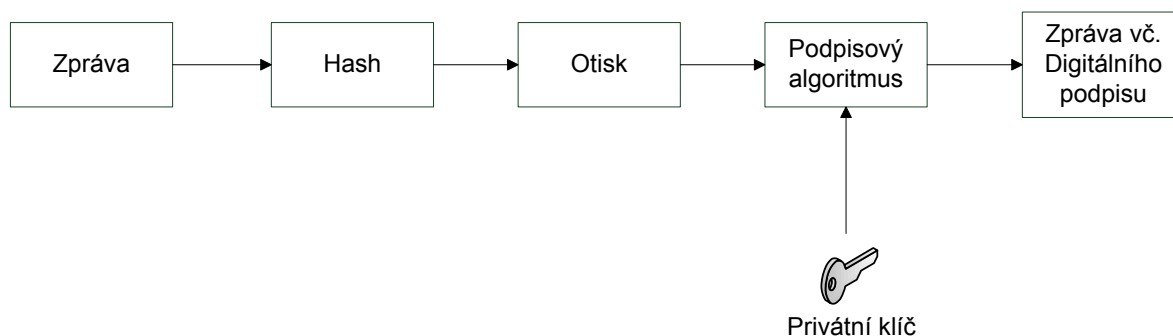 Zpráva
Hash
Otisk
Podpisový
algoritmus
Zpráva vč.
Digitálního
podpisu
Privátní klíč